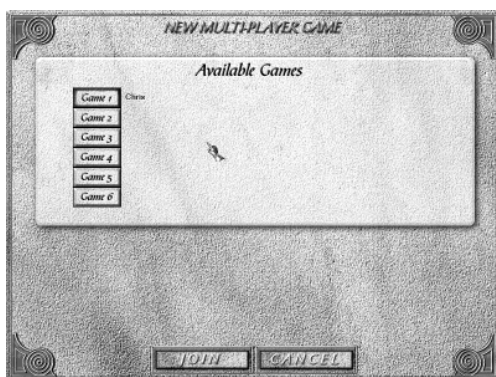 NEW MULTI-PLAYER GAME
Available Games
Game 1 Chris
Game 2
Game 3
Game 4
Game 5
Game 6
JOIN CANCEL